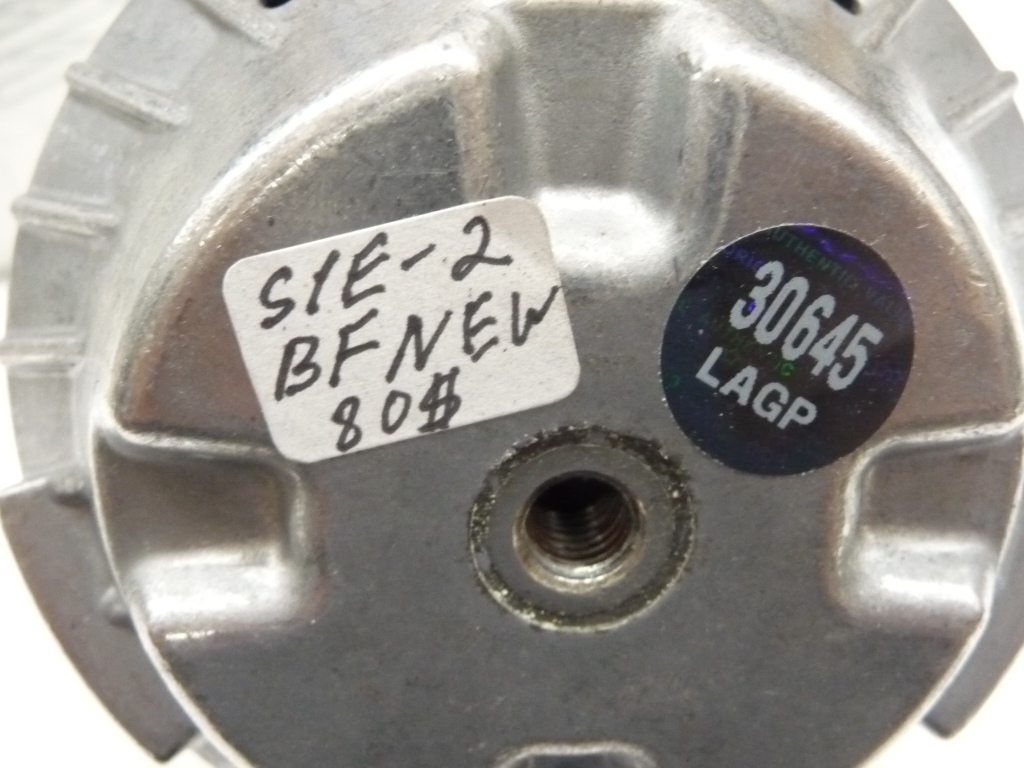 S1E-2
BFNEW
80$
30645
LAGP